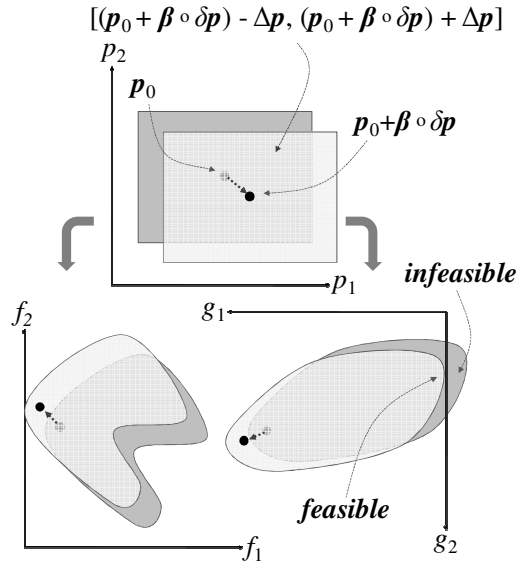 [(p₀ + β ∘ δp) - Δp, (p₀ + β ∘ δp) + Δp]
p₂
p₀
p₀+β ∘ δp
p₁
infeasible
f₂
g₁
feasible
f₁
g₂